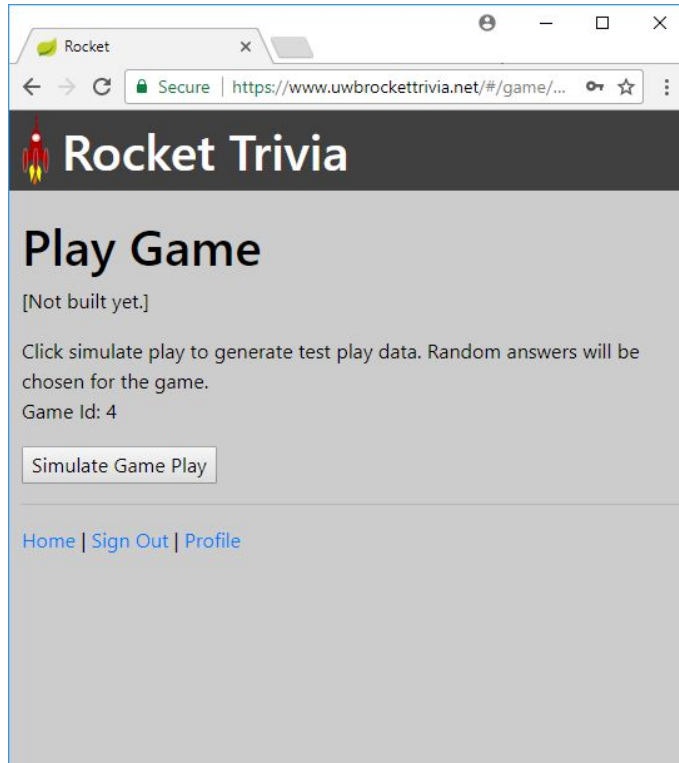 Rocket
Secure | https://www.uwbrockettrivia.net/#/game/...
Rocket Trivia
Play Game
[Not built yet.]
Click simulate play to generate test play data. Random answers will be
chosen for the game.
Game Id: 4
Simulate Game Play
Home | Sign Out | Profile